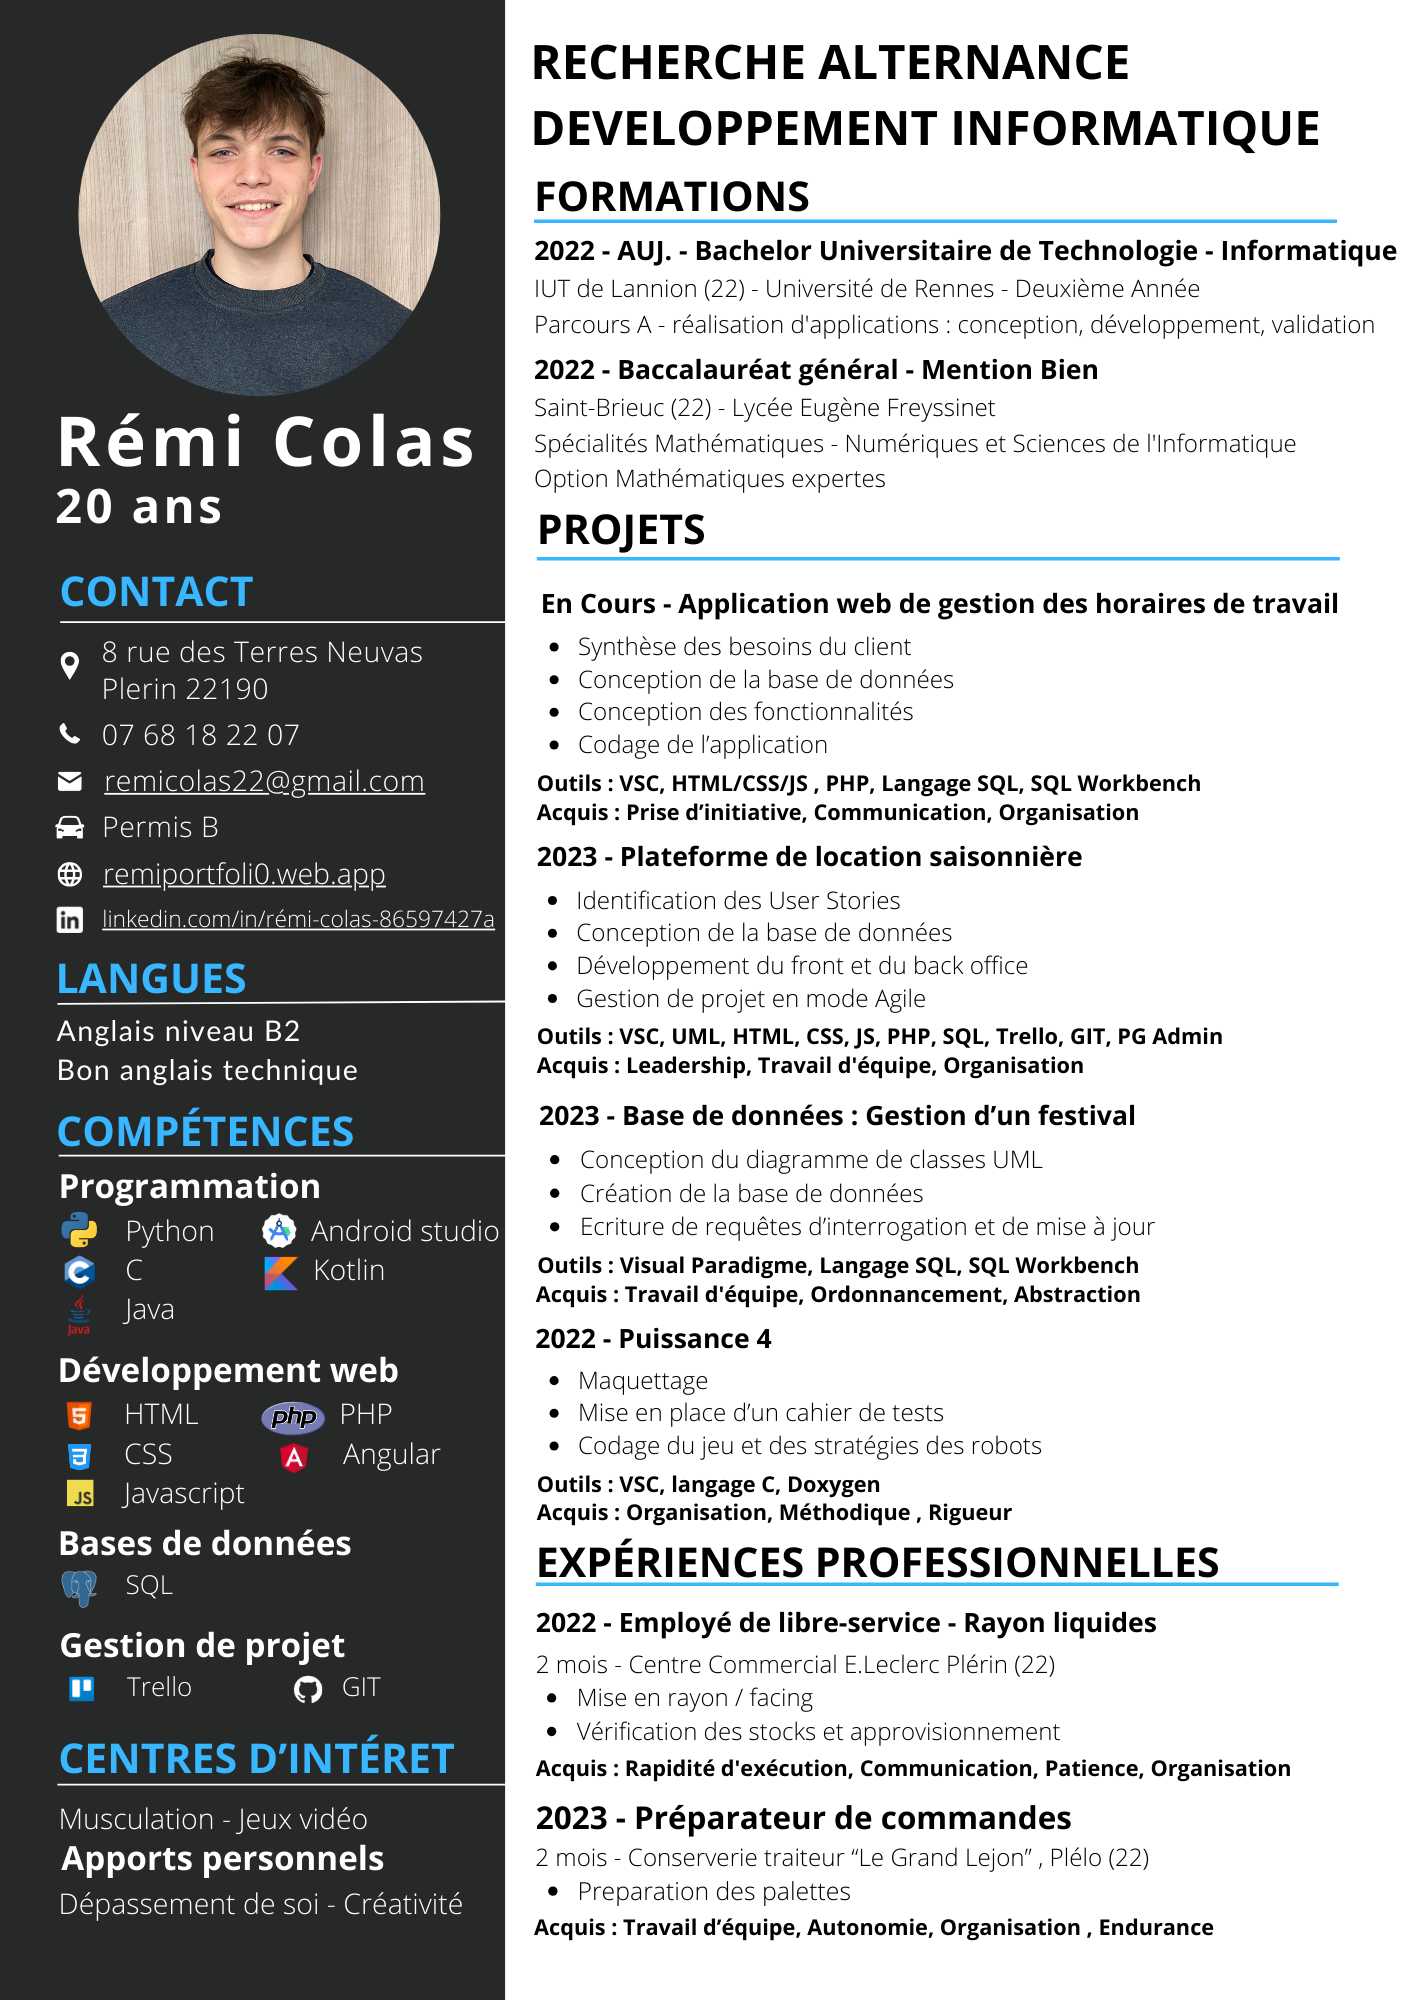 Rémi Colas
20 ans
CONTACT
8 rue des Terres Neuvas
Plerin 22190
07 68 18 22 07
remicolas22@gmail.com
Permis B
remiportfoli0.web.app
in linkedin.com/in/rémi-colas-86597427a
LANGUES
Anglais niveau B2
Bon anglais technique
COMPÉTENCES
Programmation
Python Android studio
C C Kotlin
Java Java
Développement web
5 HTML php PHP
3 CSS A Angular
JS Javascript
Bases de données
SQL
Gestion de projet
Trello GIT
CENTRES D’INTÉRET
Musculation - Jeux vidéo
Apports personnels
Dépassement de soi - Créativité
RECHERCHE ALTERNANCE
DEVELOPPEMENT INFORMATIQUE
FORMATIONS
2022 - AUJ. - Bachelor Universitaire de Technologie - Informatique
IUT de Lannion (22) - Université de Rennes - Deuxième Année
Parcours A - réalisation d'applications : conception, développement, validation
2022 - Baccalauréat général - Mention Bien
Saint-Brieuc (22) - Lycée Eugène Freyssinet
Spécialités Mathématiques - Numériques et Sciences de l'Informatique
Option Mathématiques expertes
PROJETS
En Cours - Application web de gestion des horaires de travail
• Synthèse des besoins du client
• Conception de la base de données
• Conception des fonctionnalités
• Codage de l’application
Outils : VSC, HTML/CSS/JS , PHP, Langage SQL, SQL Workbench
Acquis : Prise d’initiative, Communication, Organisation
2023 - Plateforme de location saisonnière
• Identification des User Stories
• Conception de la base de données
• Développement du front et du back office
• Gestion de projet en mode Agile
Outils : VSC, UML, HTML, CSS, JS, PHP, SQL, Trello, GIT, PG Admin
Acquis : Leadership, Travail d'équipe, Organisation
2023 - Base de données : Gestion d’un festival
• Conception du diagramme de classes UML
• Création de la base de données
• Ecriture de requêtes d’interrogation et de mise à jour
Outils : Visual Paradigme, Langage SQL, SQL Workbench
Acquis : Travail d'équipe, Ordonnancement, Abstraction
2022 - Puissance 4
• Maquettage
• Mise en place d’un cahier de tests
• Codage du jeu et des stratégies des robots
Outils : VSC, langage C, Doxygen
Acquis : Organisation, Méthodique , Rigueur
EXPÉRIENCES PROFESSIONNELLES
2022 - Employé de libre-service - Rayon liquides
2 mois - Centre Commercial E.Leclerc Plérin (22)
• Mise en rayon / facing
• Vérification des stocks et approvisionnement
Acquis : Rapidité d'exécution, Communication, Patience, Organisation
2023 - Préparateur de commandes
2 mois - Conserverie traiteur “Le Grand Lejon” , Plélo (22)
• Preparation des palettes
Acquis : Travail d’équipe, Autonomie, Organisation , Endurance